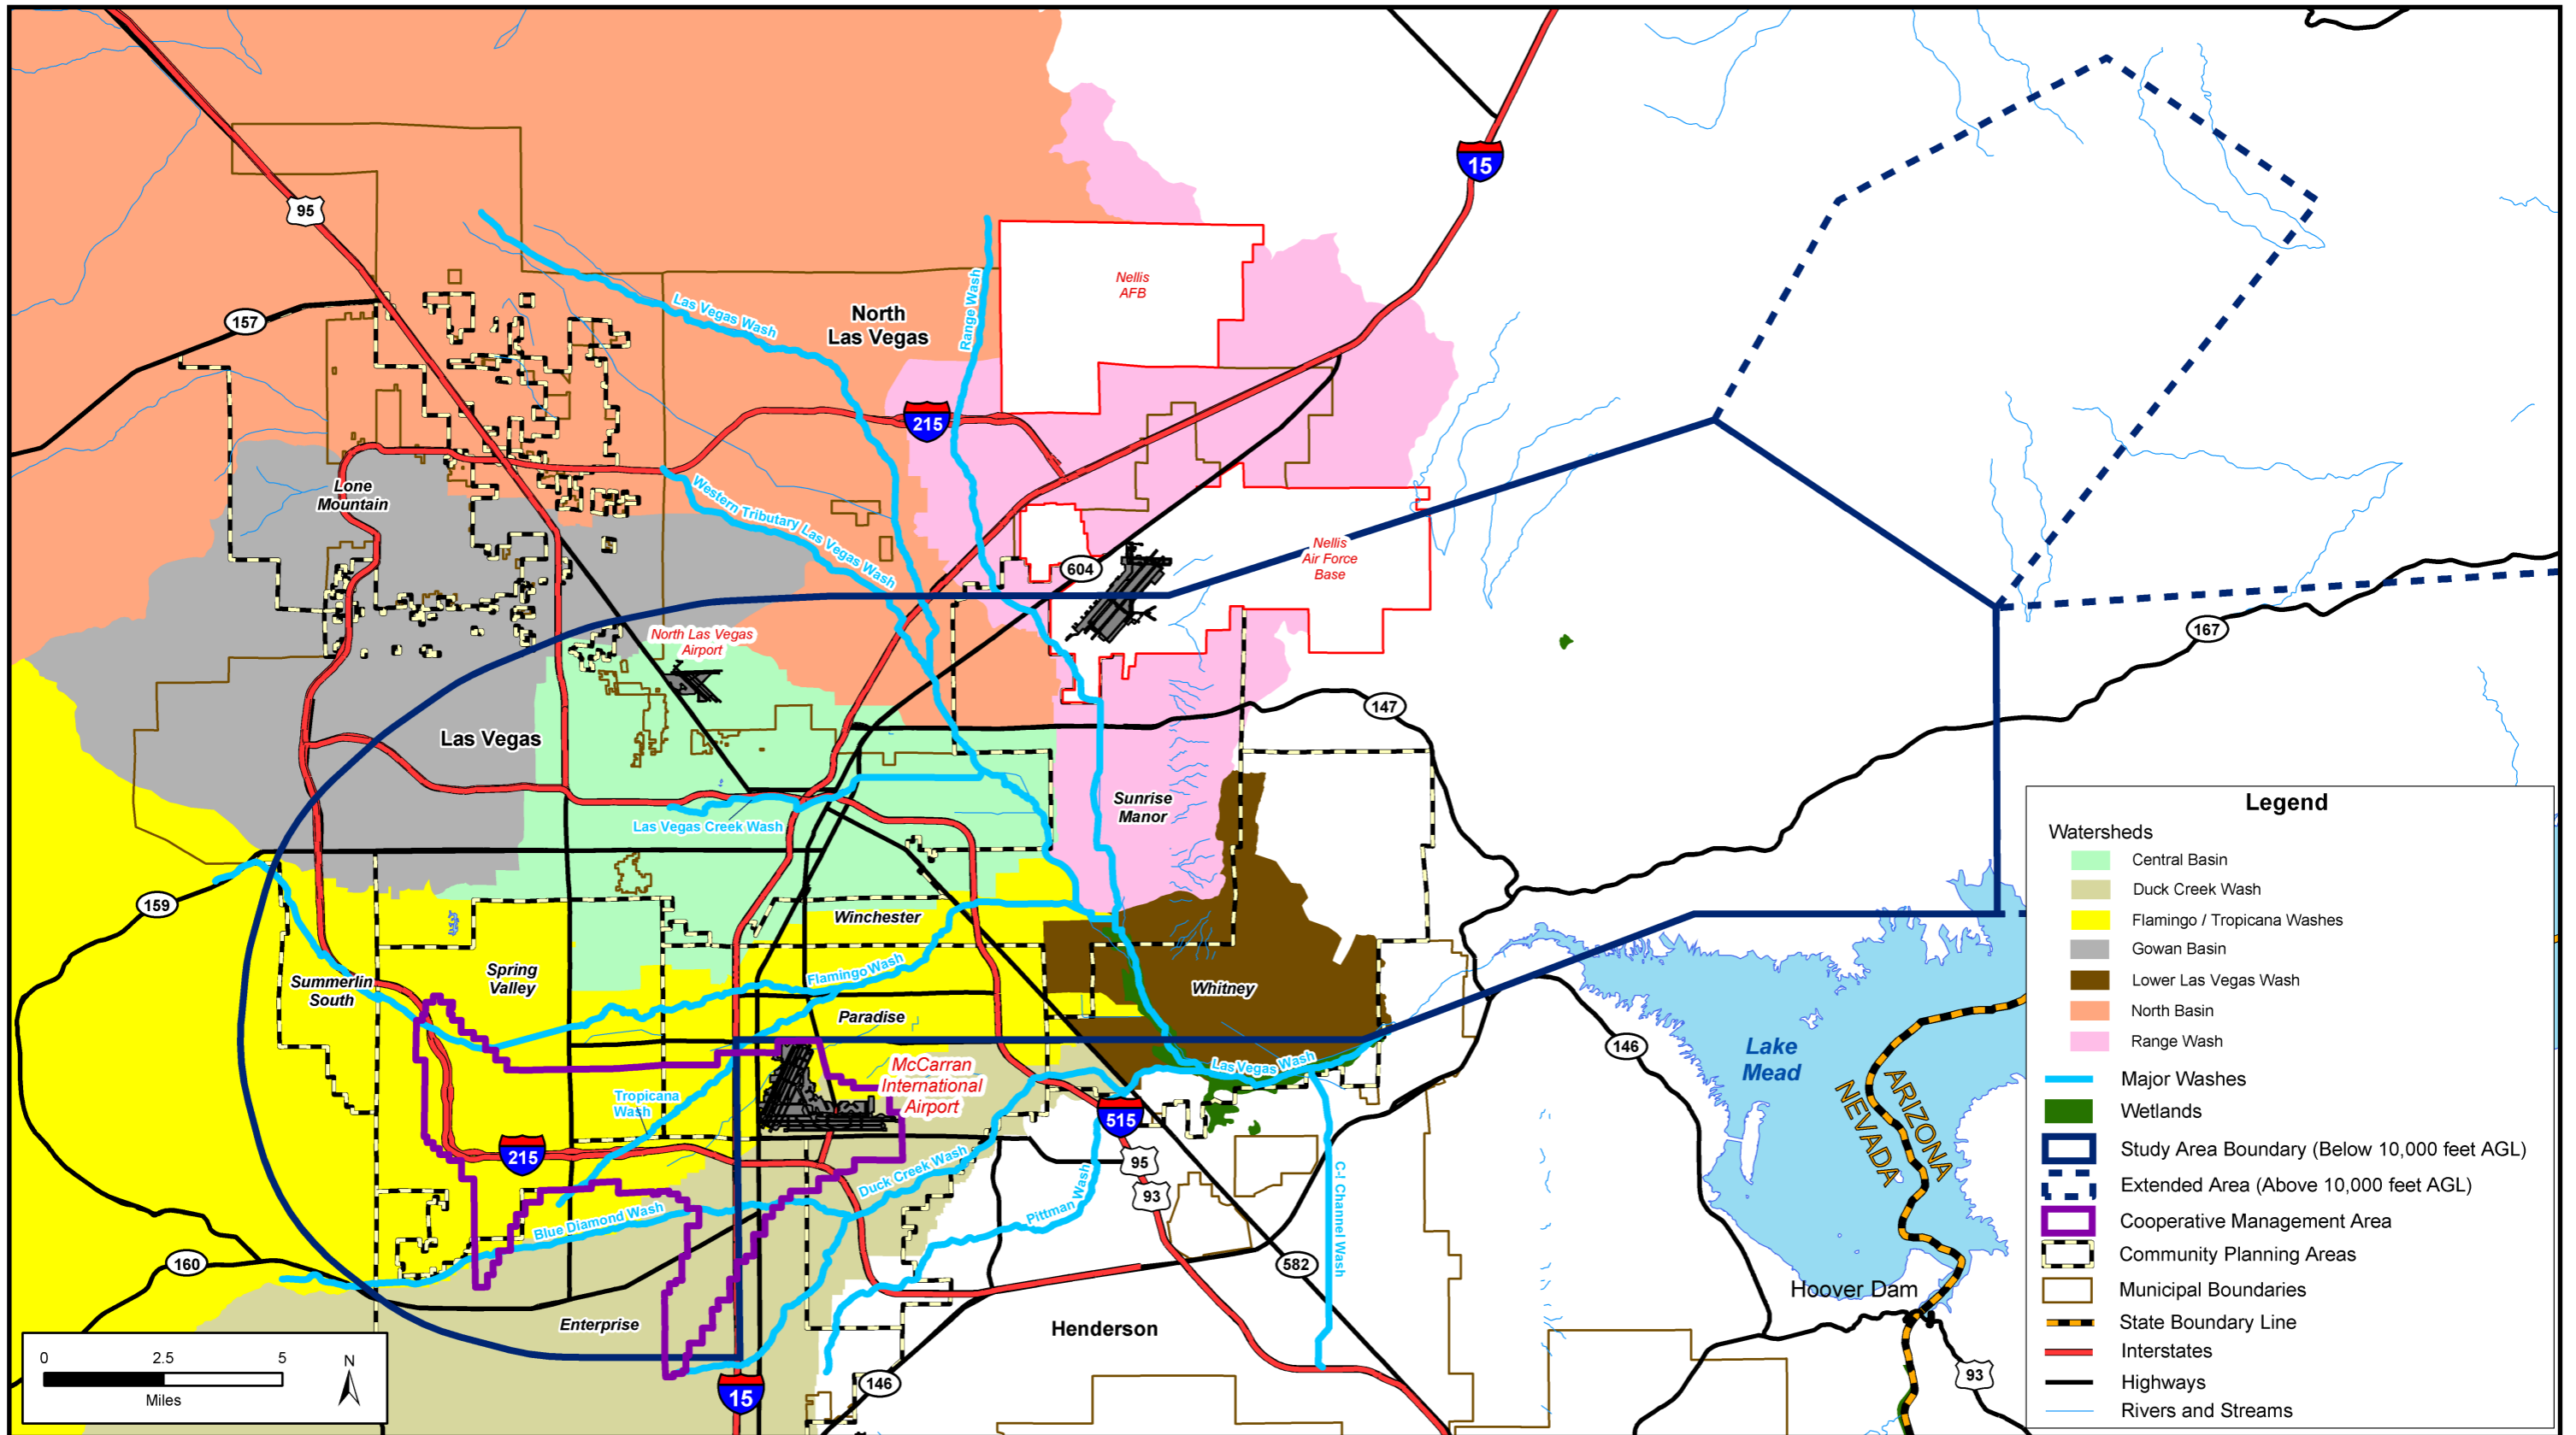 95
15
157
215
604
167
147
159
160
215
515
95
93
582
146
146
15
93
North
Las Vegas
Las Vegas
Henderson
Hoover Dam
Nellis
AFB
Nellis
Air Force
Base
North Las Vegas
Airport
McCarran
International
Airport
Lone
Mountain
Sunrise
Manor
Winchester
Spring
Valley
Summerlin
South
Paradise
Whitney
Enterprise
Las Vegas Wash
Range Wash
Western Tributary Las Vegas Wash
Las Vegas Creek Wash
Flamingo Wash
Tropicana
Wash
Blue Diamond Wash
Duck Creek Wash
Pittman Wash
Las Vegas Wash
C-! Channel Wash
Lake
Mead
NEVADA
ARIZONA
0 2.5 5
Miles
N
Legend
Watersheds
Central Basin
Duck Creek Wash
Flamingo / Tropicana Washes
Gowan Basin
Lower Las Vegas Wash
North Basin
Range Wash
Major Washes
Wetlands
Study Area Boundary (Below 10,000 feet AGL)
Extended Area (Above 10,000 feet AGL)
Cooperative Management Area
Community Planning Areas
Municipal Boundaries
State Boundary Line
Interstates
Highways
Rivers and Streams